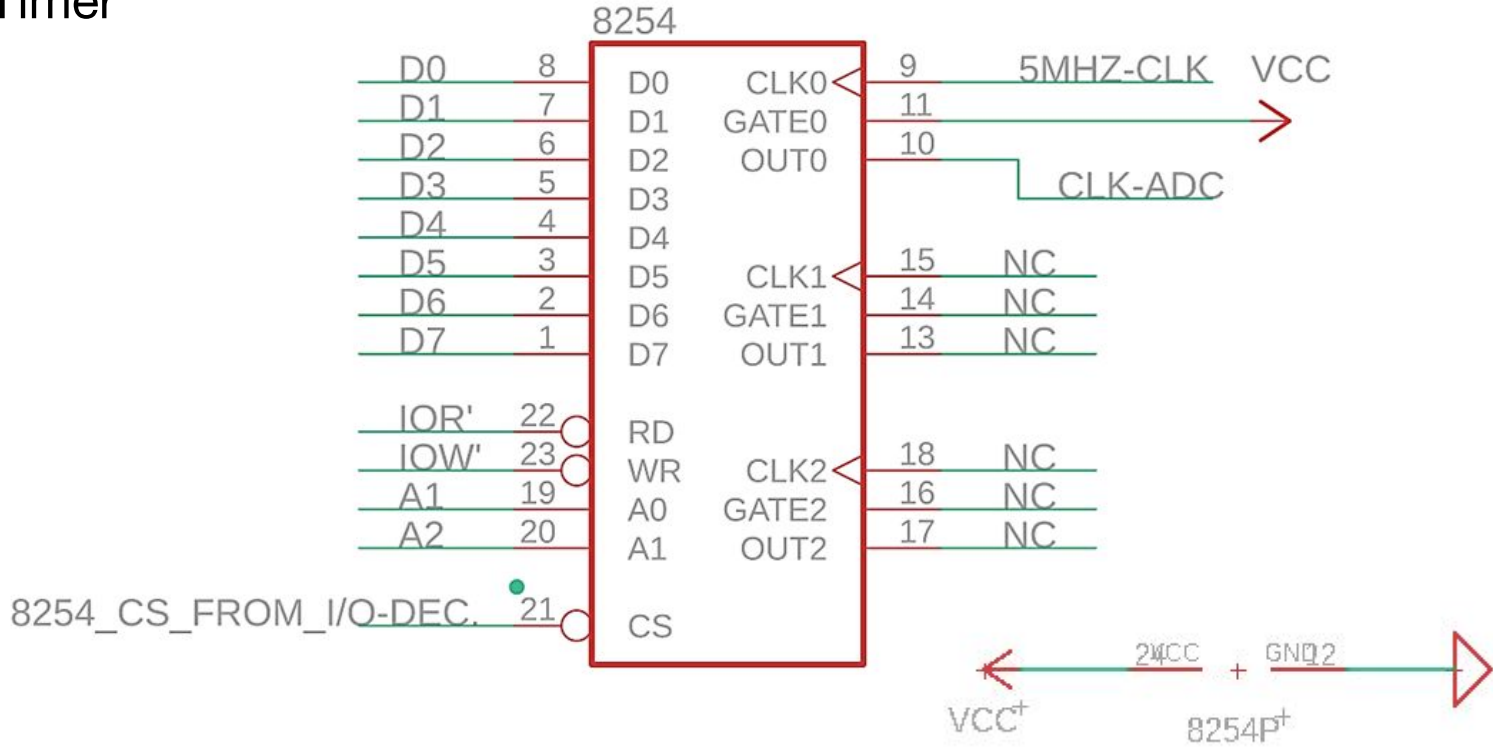 Timer
8254
D0 8 D0 CLK0 9 5MHZ-CLK VCC
D1 7 D1 GATE0 11
D2 6 D2 OUT0 10
D3 5 D3 CLK-ADC
D4 4 D4
D5 3 D5 CLK1 15 NC
D6 2 D6 GATE1 14 NC
D7 1 D7 OUT1 13 NC
IOR' 22 RD
IOW' 23 WR CLK2 18 NC
A1 19 A0 GATE2 16 NC
A2 20 A1 OUT2 17 NC
8254_CS_FROM_I/O-DEC. 21 CS
24 VCC GND 12
VCC 8254P